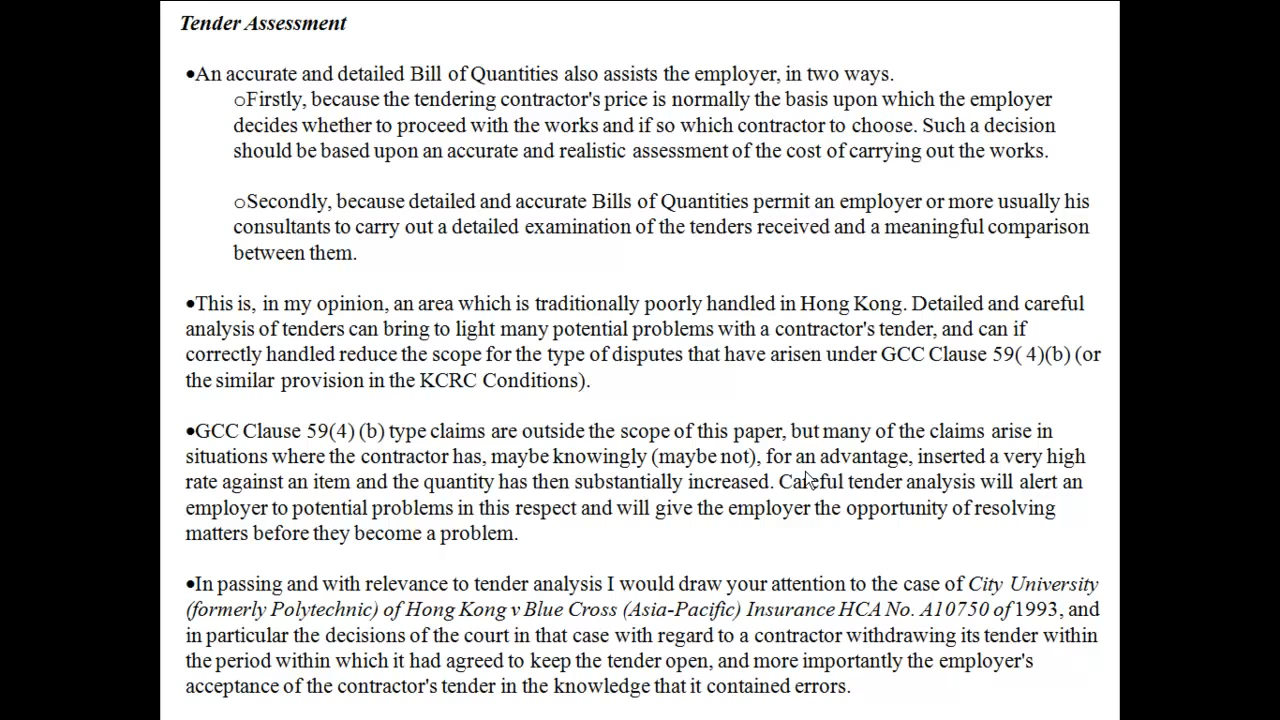 Tender Assessment
•An accurate and detailed Bill of Quantities also assists the employer, in two ways.
oFirstly, because the tendering contractor's price is normally the basis upon which the employer
decides whether to proceed with the works and if so which contractor to choose. Such a decision
should be based upon an accurate and realistic assessment of the cost of carrying out the works.
oSecondly, because detailed and accurate Bills of Quantities permit an employer or more usually his
consultants to carry out a detailed examination of the tenders received and a meaningful comparison
between them.
•This is, in my opinion, an area which is traditionally poorly handled in Hong Kong. Detailed and careful
analysis of tenders can bring to light many potential problems with a contractor's tender, and can if
correctly handled reduce the scope for the type of disputes that have arisen under GCC Clause 59( 4)(b) (or
the similar provision in the KCRC Conditions).
•GCC Clause 59(4) (b) type claims are outside the scope of this paper, but many of the claims arise in
situations where the contractor has, maybe knowingly (maybe not), for an advantage, inserted a very high
rate against an item and the quantity has then substantially increased. Careful tender analysis will alert an
employer to potential problems in this respect and will give the employer the opportunity of resolving
matters before they become a problem.
•In passing and with relevance to tender analysis I would draw your attention to the case of City University
(formerly Polytechnic) of Hong Kong v Blue Cross (Asia-Pacific) Insurance HCA No. A10750 of 1993, and
in particular the decisions of the court in that case with regard to a contractor withdrawing its tender within
the period within which it had agreed to keep the tender open, and more importantly the employer's
acceptance of the contractor's tender in the knowledge that it contained errors.